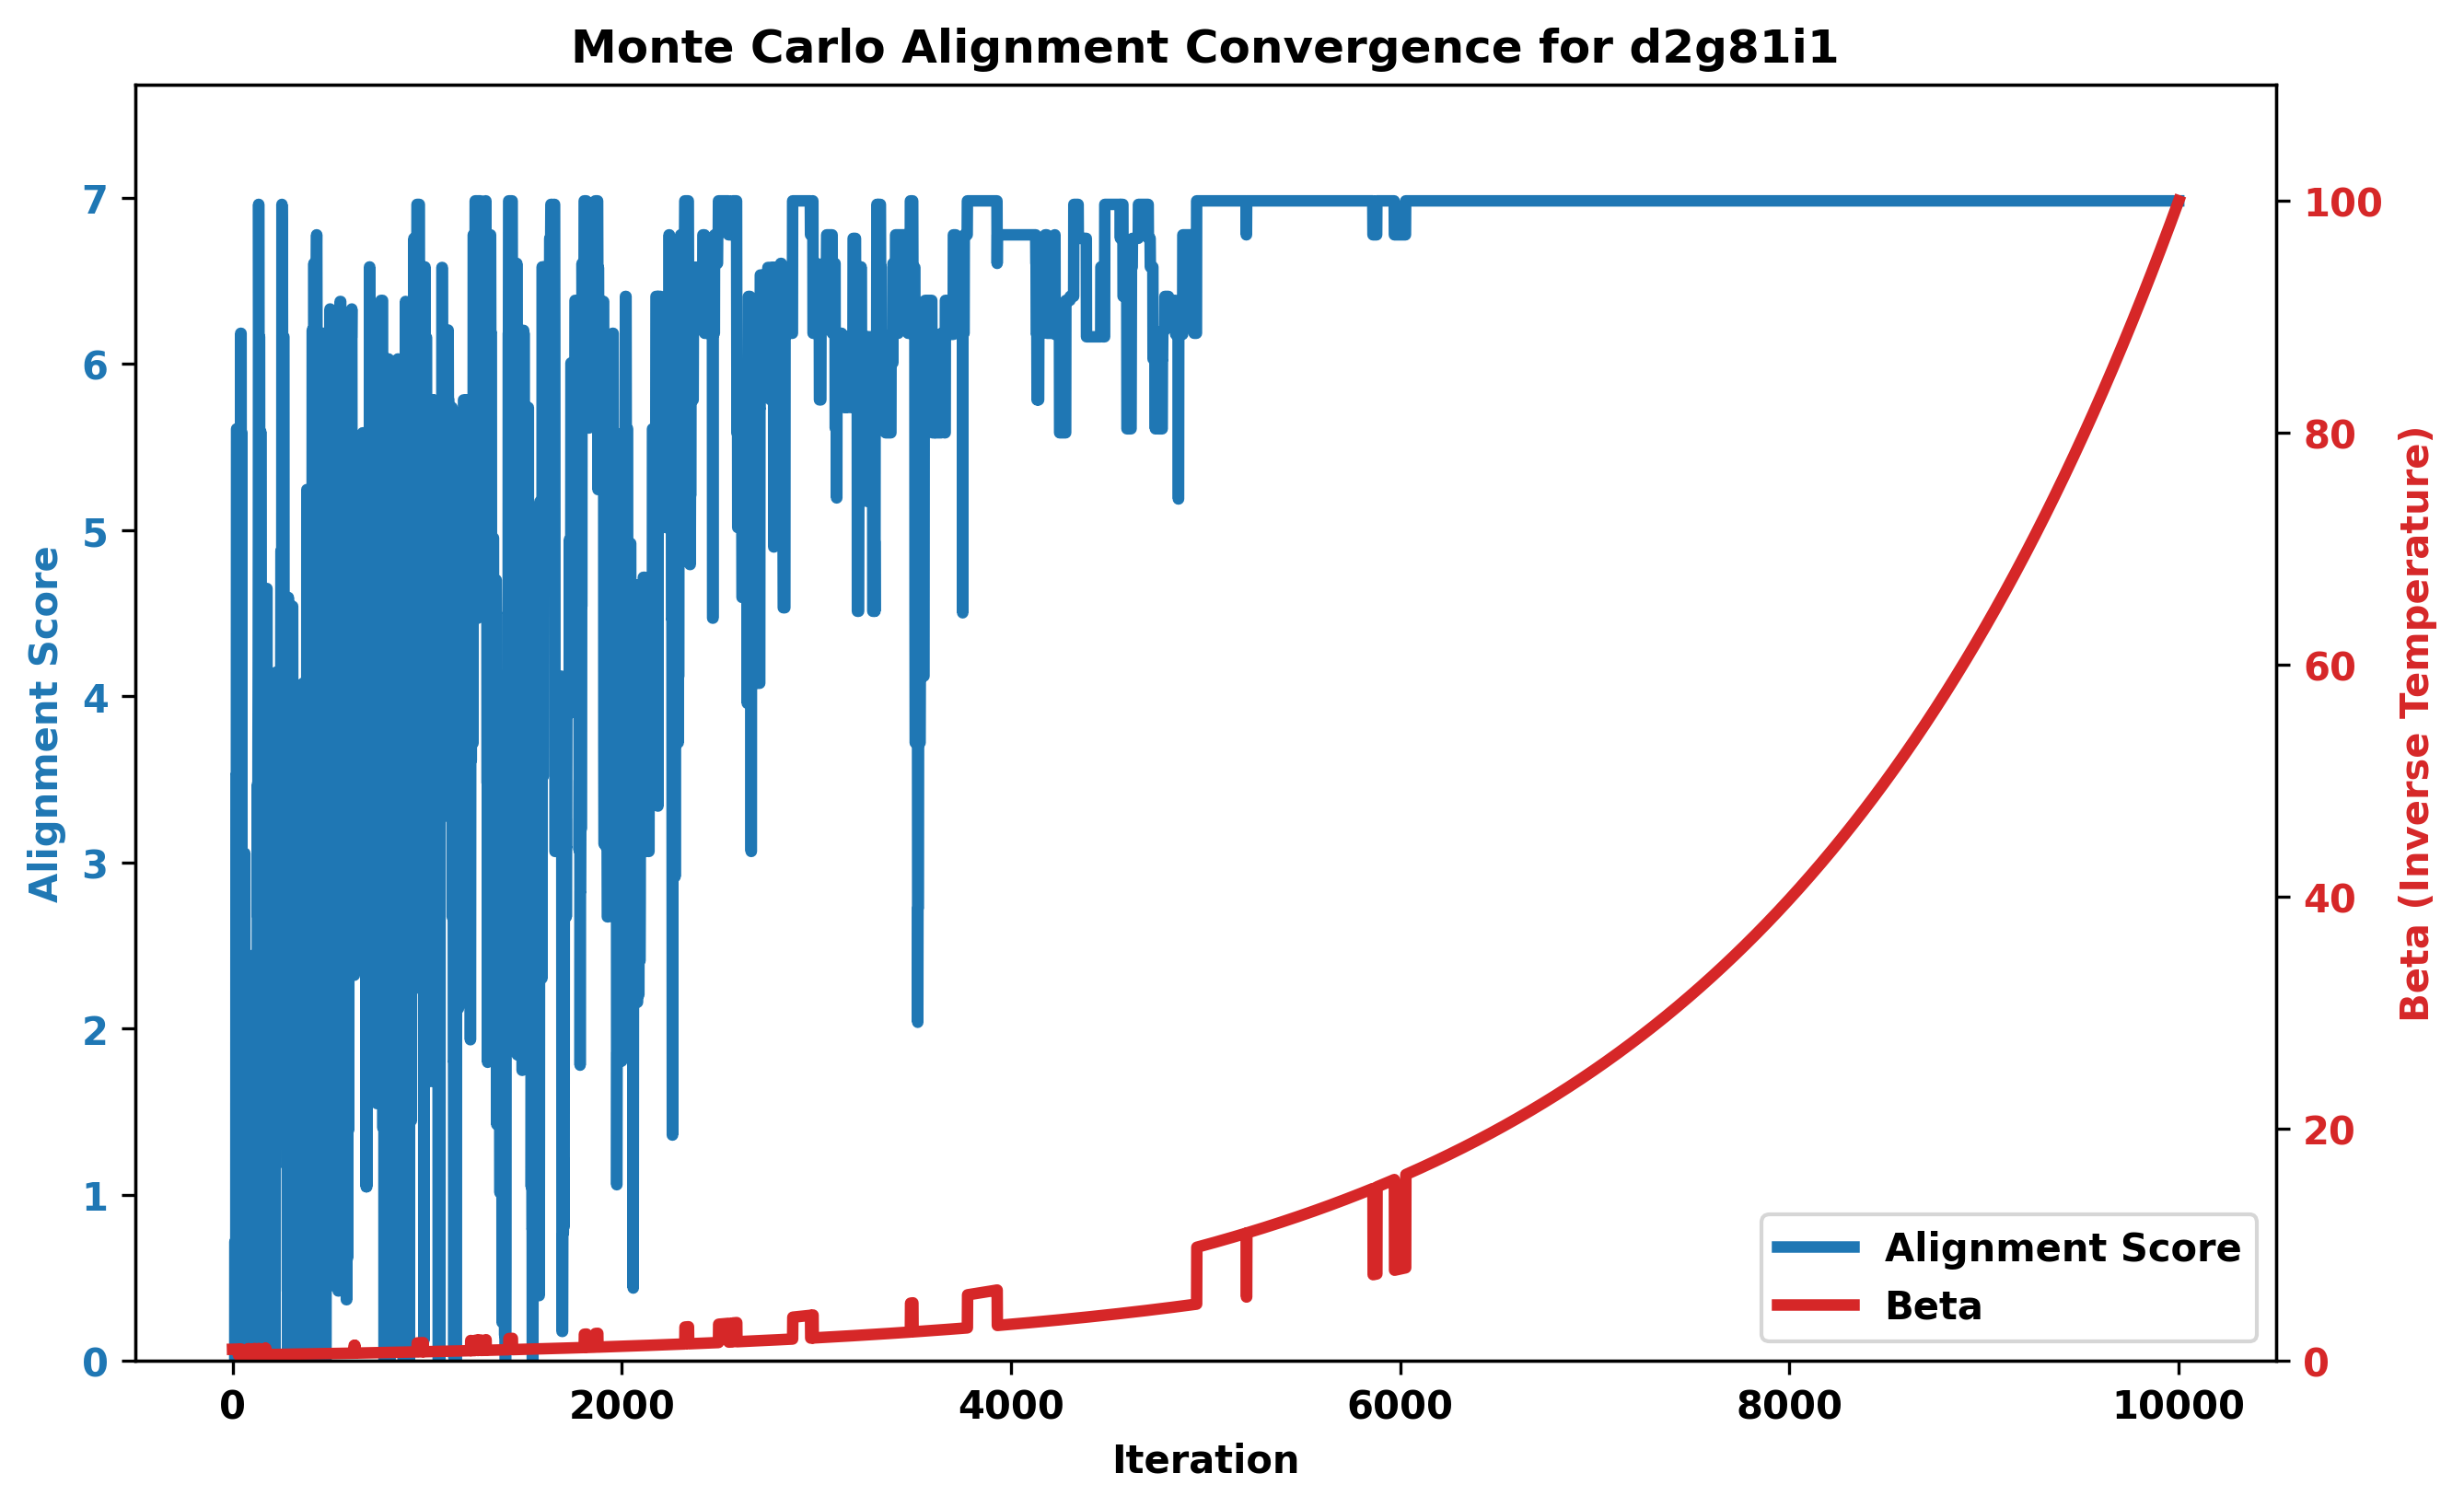 Monte Carlo Alignment Convergence for d2g81i1
7
6
5
4
3
2
1
0
Alignment Score
100
80
60
40
20
0
Beta (Inverse Temperature)
Alignment Score
Beta
0 2000 4000 6000 8000 10000
Iteration